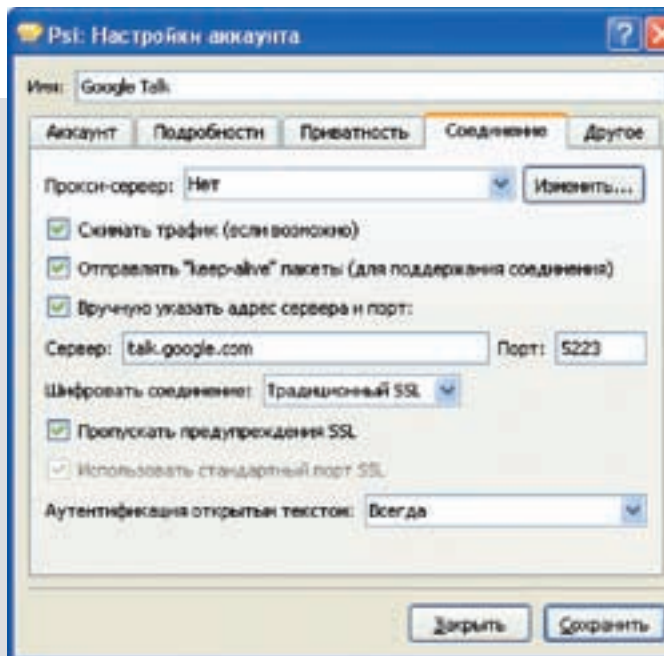 Psi: Настройки аккаунта
Имя: Google Talk
Аккаунт Подробности Приватность Соединение Другое
Прокси-сервер: Нет Изменить...
Сжимать трафик (если возможно)
Отправлять "keep-alive" пакеты (для поддержания соединения)
Вручную указать адрес сервера и порт:
Сервер: talk.google.com Порт: 5223
Шифровать соединение: Традиционный SSL
Пропускать предупреждения SSL
Использовать стандартный порт SSL
Аутентификация открытым текстом: Всегда
Закрыть Сохранить